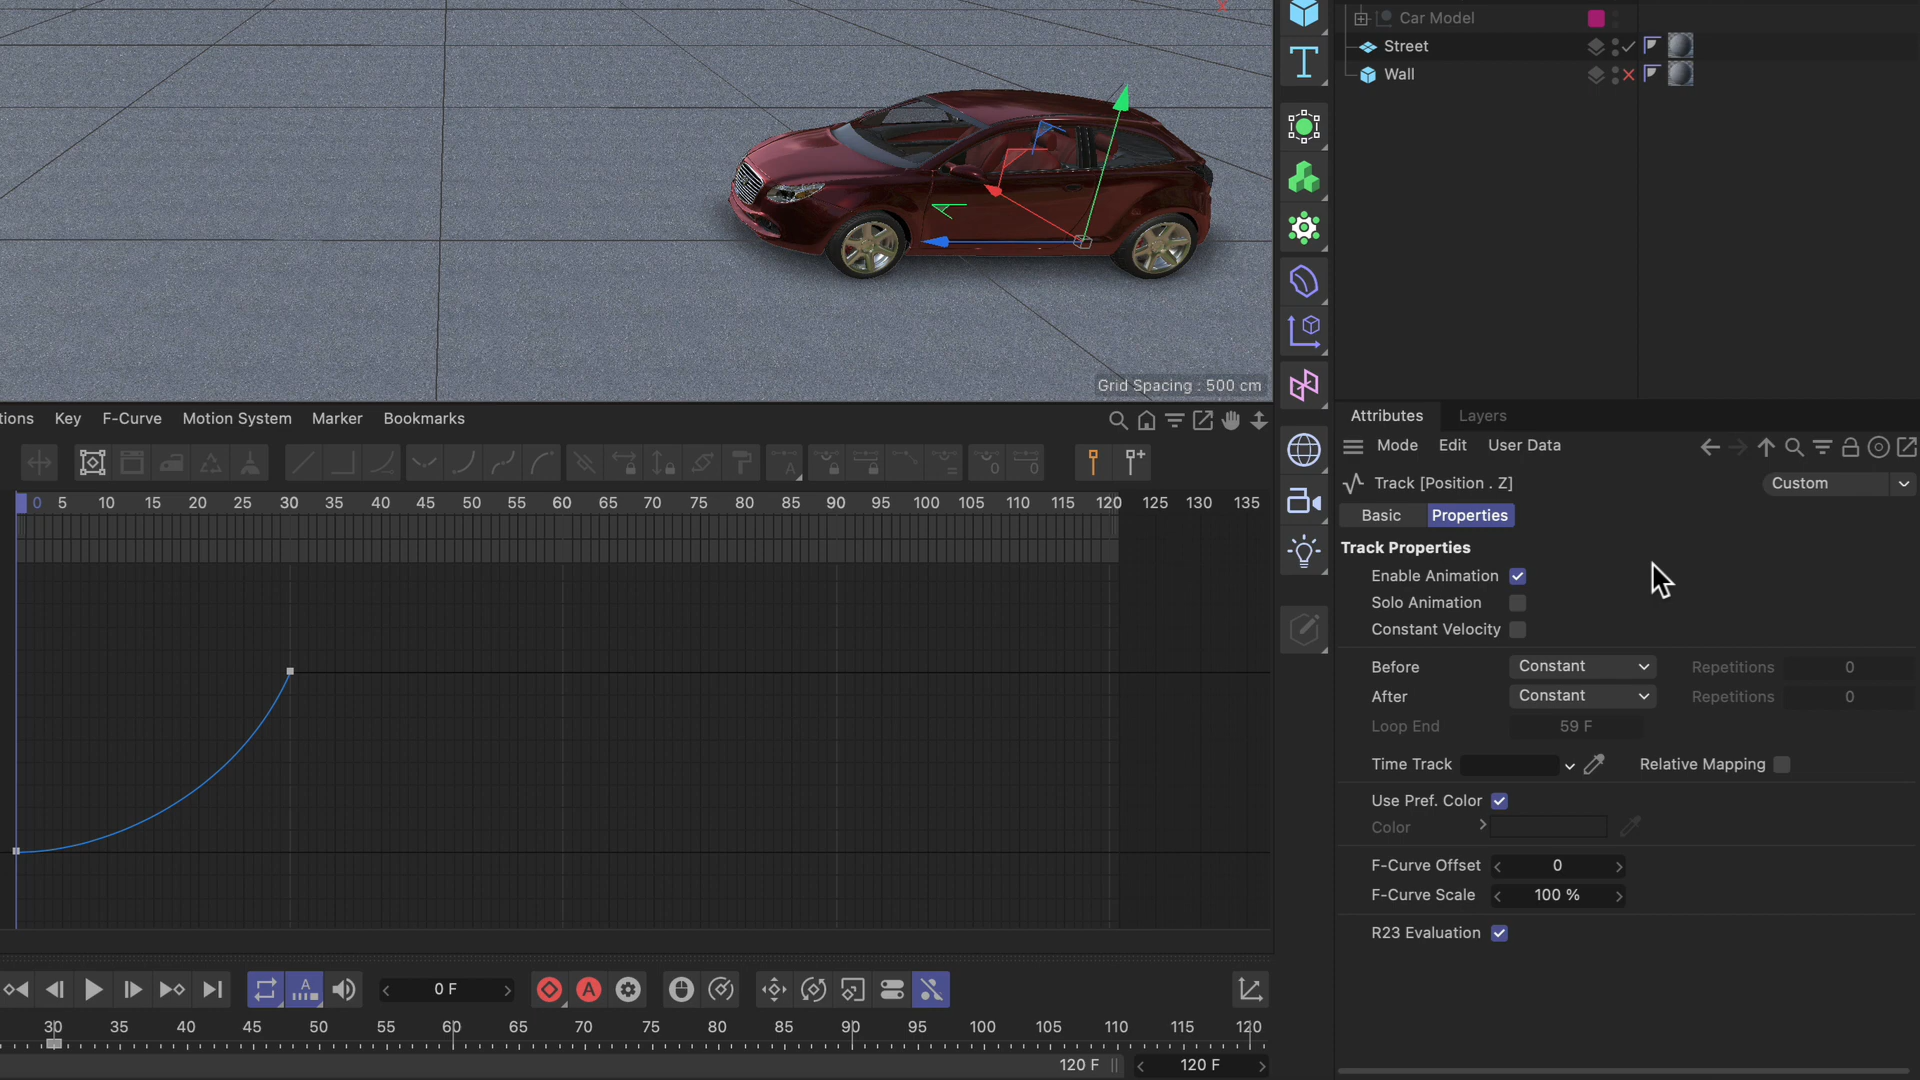 Car Model
Street
Wall
Grid Spacing : 500 cm
tions Key F-Curve Motion System Marker Bookmarks
0 5 10 15 20 25 30 35 40 45 50 55 60 65 70 75 80 85 90 95 100 105 110 115 120 125 130 135
Attributes Layers
Mode Edit User Data
Track [Position . Z] Custom
Basic Properties
Track Properties
Enable Animation
Solo Animation
Constant Velocity
Before Constant Repetitions 0
After Constant Repetitions 0
Loop End 59 F
Time Track Relative Mapping
Use Pref. Color
Color
F-Curve Offset 0
F-Curve Scale 100 %
R23 Evaluation
A 0 F A
30 35 40 45 50 55 60 65 70 75 80 85 90 95 100 105 110 115 120
120 F 120 F